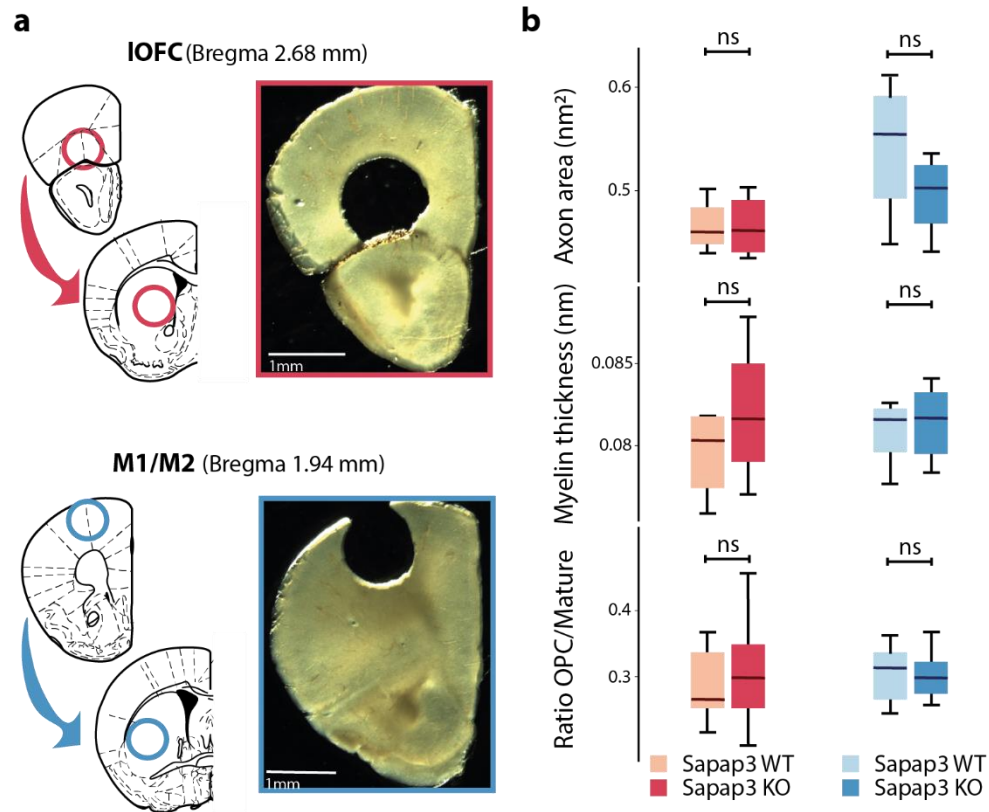 a
lOFC (Bregma 2.68 mm)
1mm
M1/M2 (Bregma 1.94 mm)
1mm
b
ns
ns
Axon area (nm²)
0.6
0.5
ns
ns
Myelin thickness (nm)
0.085
0.08
ns
ns
Ratio OPC/Mature
0.4
0.3
Sapap3 WT
Sapap3 KO
Sapap3 WT
Sapap3 KO